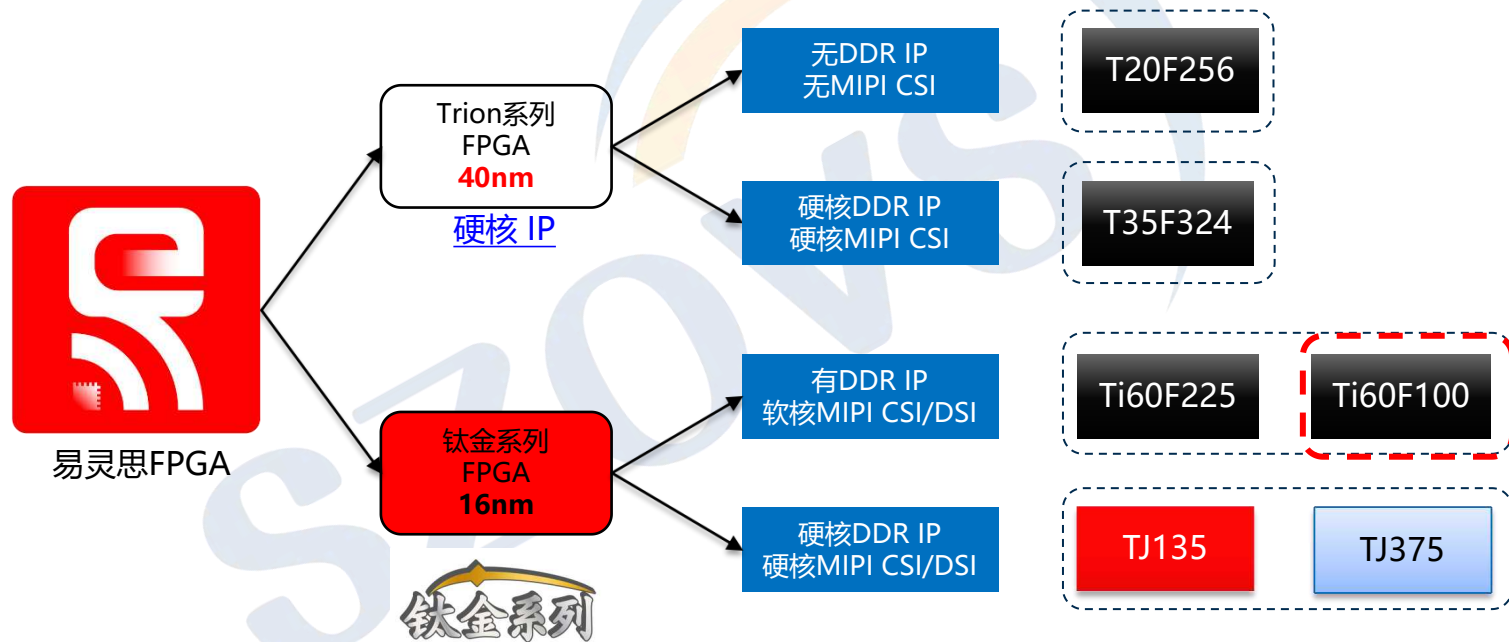 易灵思FPGA
Trion系列
FPGA
40nm
硬核 IP
钛金系列
FPGA
16nm
钛金系列
无DDR IP
无MIPI CSI
T20F256
硬核DDR IP
硬核MIPI CSI
T35F324
有DDR IP
软核MIPI CSI/DSI
Ti60F225
Ti60F100
硬核DDR IP
硬核MIPI CSI/DSI
TJ135
TJ375
szovs